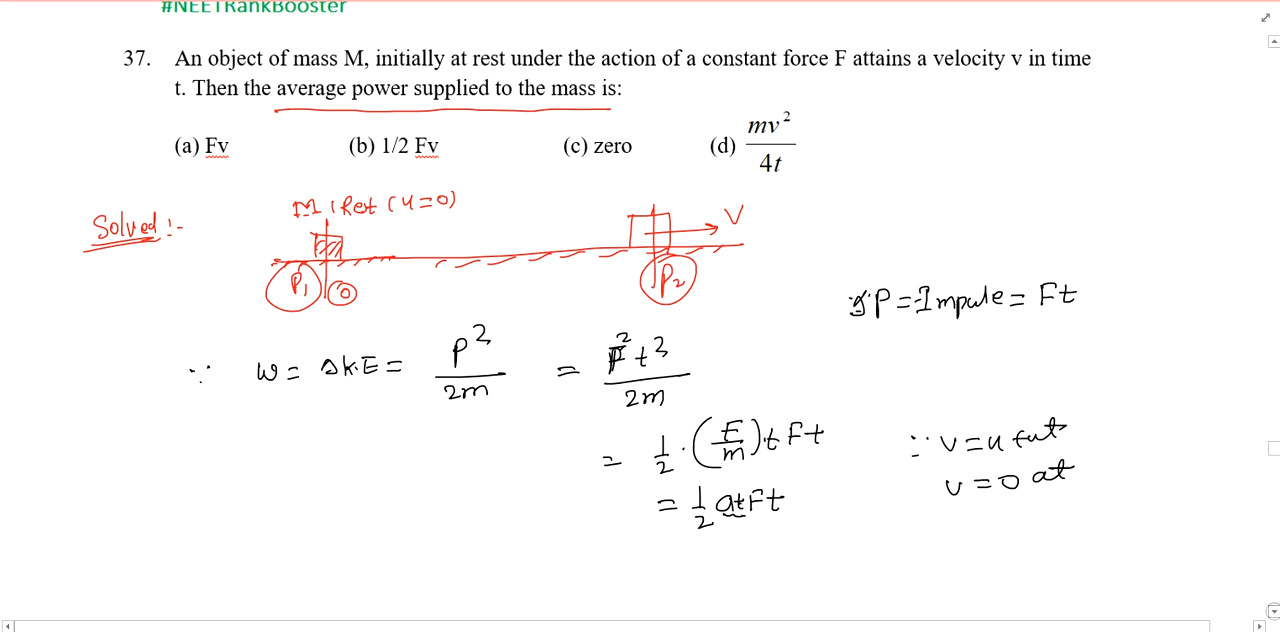 #NEETRankBooster
37. An object of mass M, initially at rest under the action of a constant force F attains a velocity v in time
t. Then the average power supplied to the mass is:
(a) Fv (b) 1/2 Fv (c) zero (d) mv²/4t
Solved :-
M, Rest (u=0)
V
P₁ O P₂
P = Impule = Ft
∵ W = ΔK.E = P²/2m = F²t²/2m
= 1/2 · (F/m) t Ft
= 1/2 at Ft
∵ v = u + at
v = 0 at